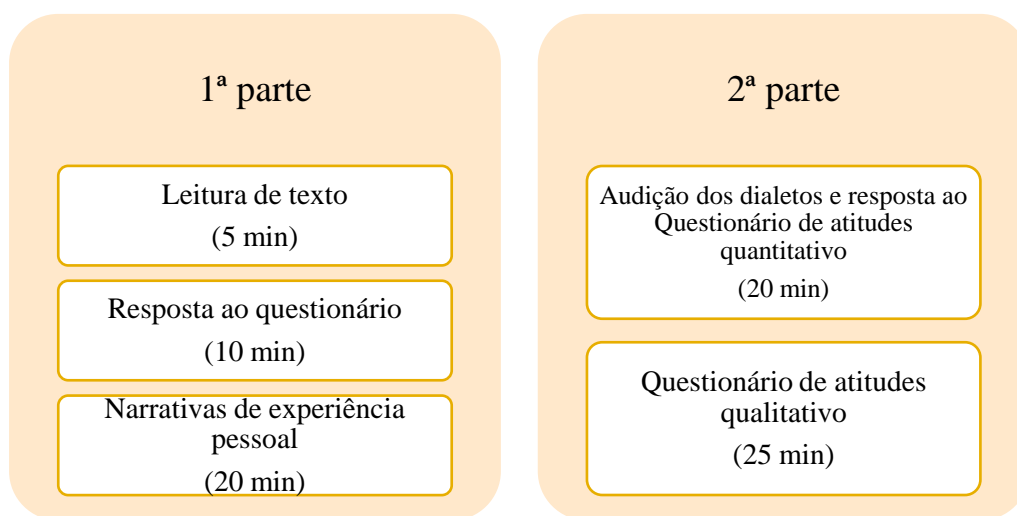 1ª parte
Leitura de texto
(5 min)
Resposta ao questionário
(10 min)
Narrativas de experiência
pessoal
(20 min)
2ª parte
Audição dos dialetos e resposta ao
Questionário de atitudes
quantitativo
(20 min)
Questionário de atitudes
qualitativo
(25 min)